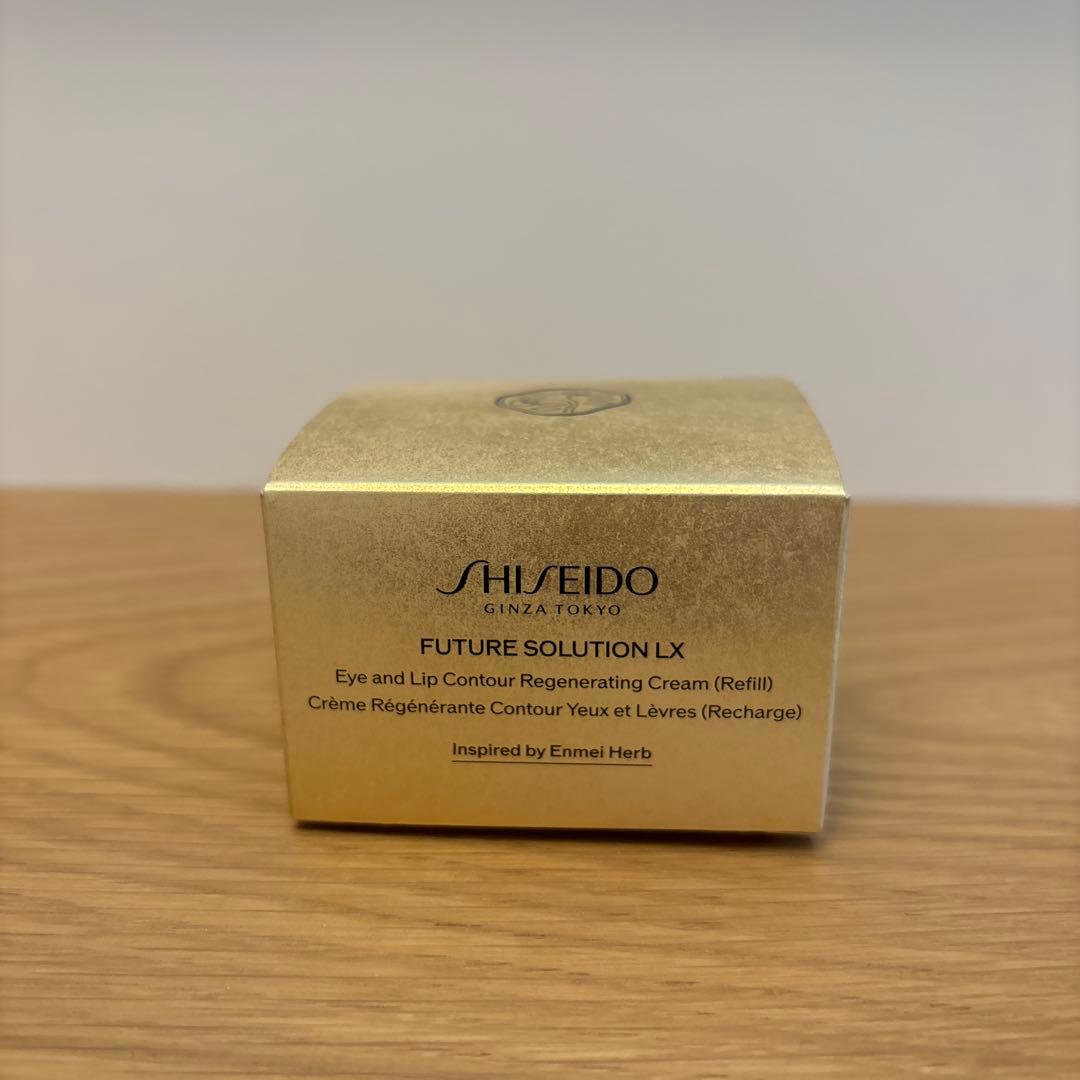 SHISEIDO
GINZA TOKYO
FUTURE SOLUTION LX
Eye and Lip Contour Regenerating Cream (Refill)
Crème Régénérante Contour Yeux et Lèvres (Recharge)
Inspired by Enmei Herb